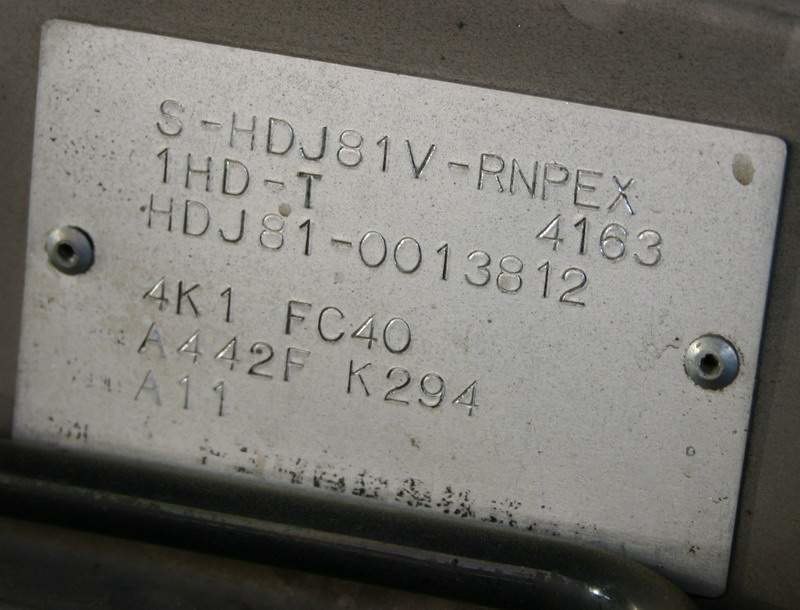 S-HDJ81V-RNPEX
1HD-T 4163
HDJ81-0013812
4K1 FC40
A442F K294
A11